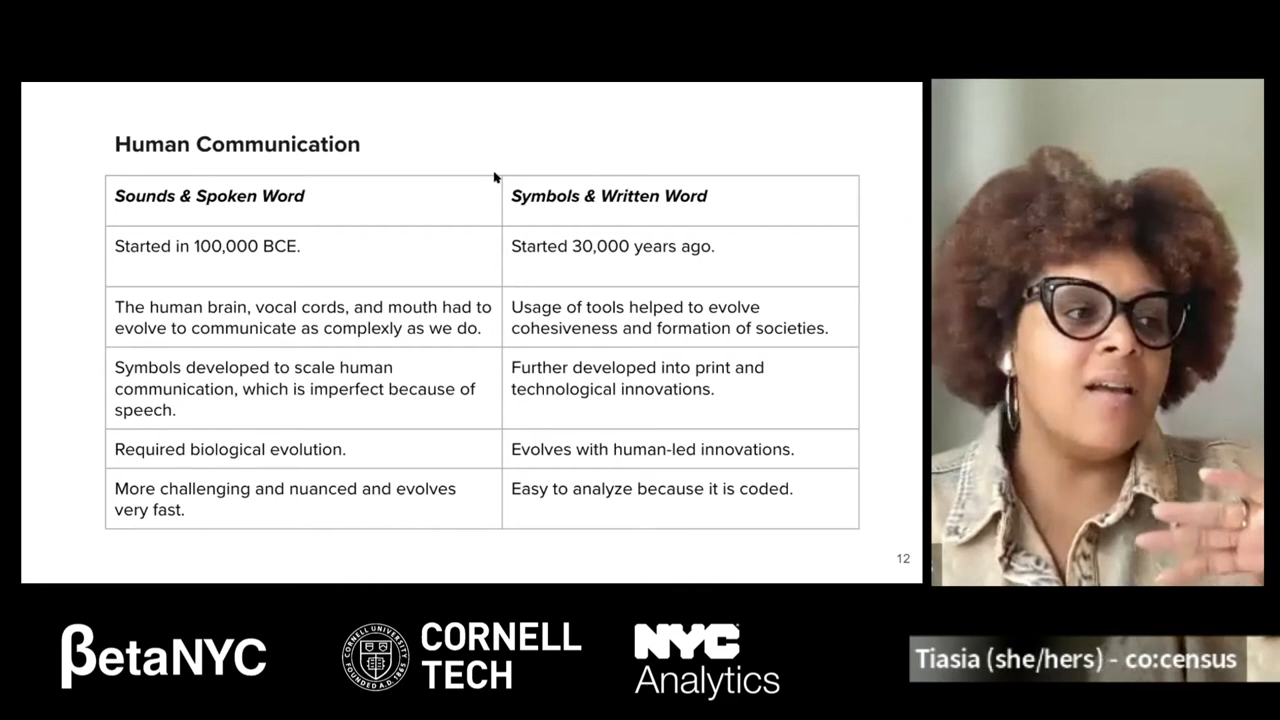 Human Communication
Sounds & Spoken Word
Symbols & Written Word
Started in 100,000 BCE.
Started 30,000 years ago.
The human brain, vocal cords, and mouth had to
evolve to communicate as complexly as we do.
Usage of tools helped to evolve
cohesiveness and formation of societies.
Symbols developed to scale human
communication, which is imperfect because of
speech.
Further developed into print and
technological innovations.
Required biological evolution.
Evolves with human-led innovations.
More challenging and nuanced and evolves
very fast.
Easy to analyze because it is coded.
12
βetaNYC
CORNELL UNIVERSITY
FOUNDED A.D. 1865
CORNELL
TECH
NYC
Analytics
Tiasia (she/hers) - co:census